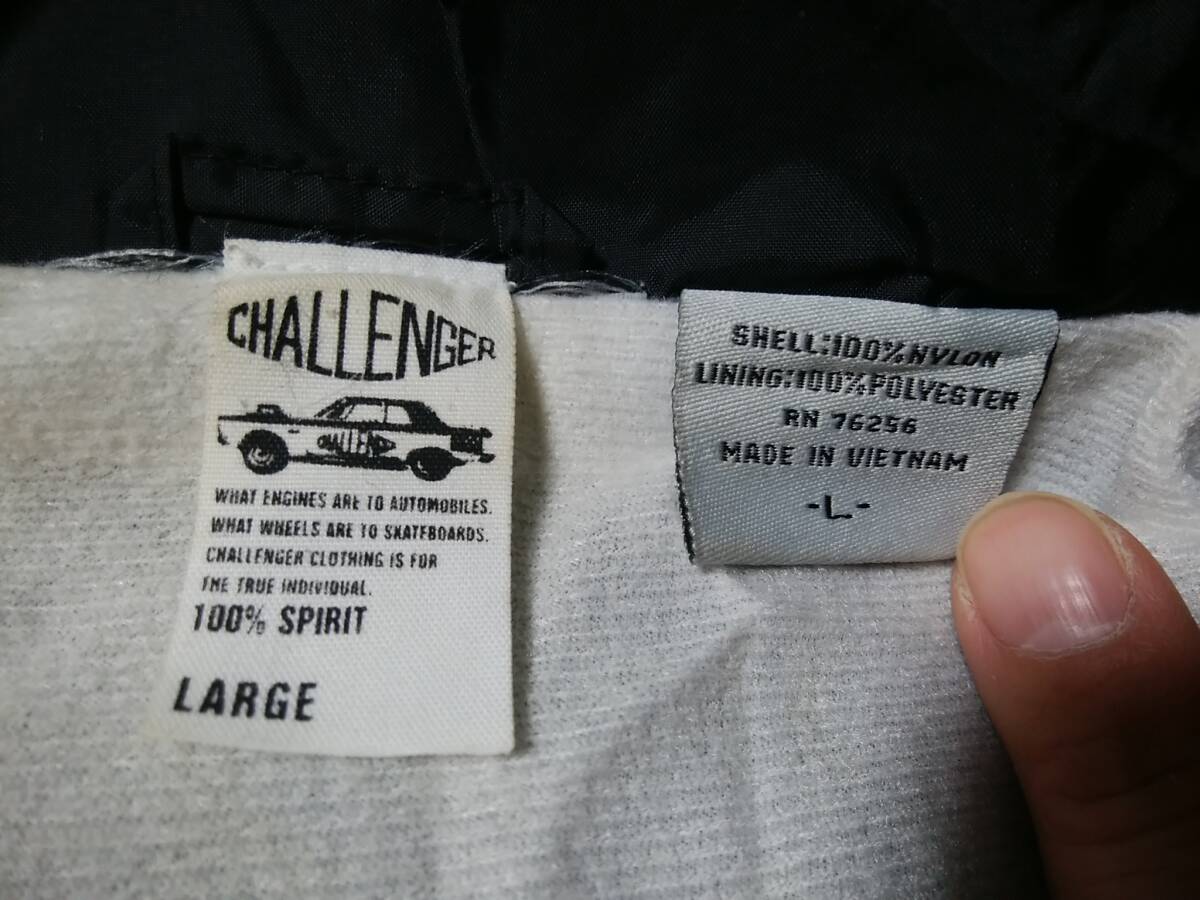 CHALLENGER
CHALLENGER
WHAT ENGINES ARE TO AUTOMOBILES.
WHAT WHEELS ARE TO SKATEBOARDS.
CHALLENGER CLOTHING IS FOR
THE TRUE INDIVIDUAL.
100% SPIRIT
LARGE
SHELL:100%NYLON
LINING:100%POLYESTER
RN 76256
MADE IN VIETNAM
-L-